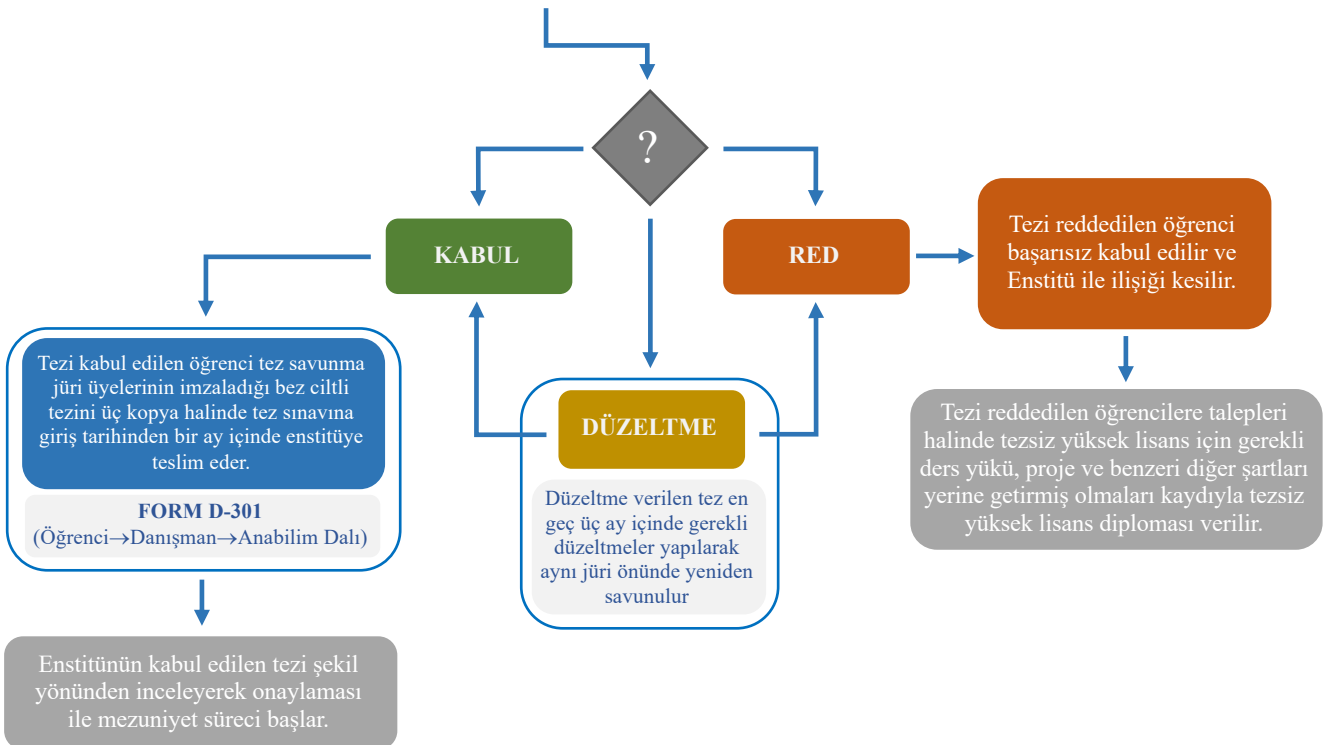 ?
KABUL
RED
Tezi reddedilen öğrenci
başarısız kabul edilir ve
Enstitü ile ilişiği kesilir.
Tezi kabul edilen öğrenci tez savunma
jüri üyelerinin imzaladığı bez ciltli
tezini üç kopya halinde tez sınavına
giriş tarihinden bir ay içinde enstitüye
teslim eder.
FORM D-301
(Öğrenci→Danışman→Anabilim Dalı)
DÜZELTME
Düzeltme verilen tez en
geç üç ay içinde gerekli
düzeltmeler yapılarak
aynı jüri önünde yeniden
savunulur
Tezi reddedilen öğrencilere talepleri
halinde tezsiz yüksek lisans için gerekli
ders yükü, proje ve benzeri diğer şartları
yerine getirmiş olmaları kaydıyla tezsiz
yüksek lisans diploması verilir.
Enstitünün kabul edilen tezi şekil
yönünden inceleyerek onaylaması
ile mezuniyet süreci başlar.